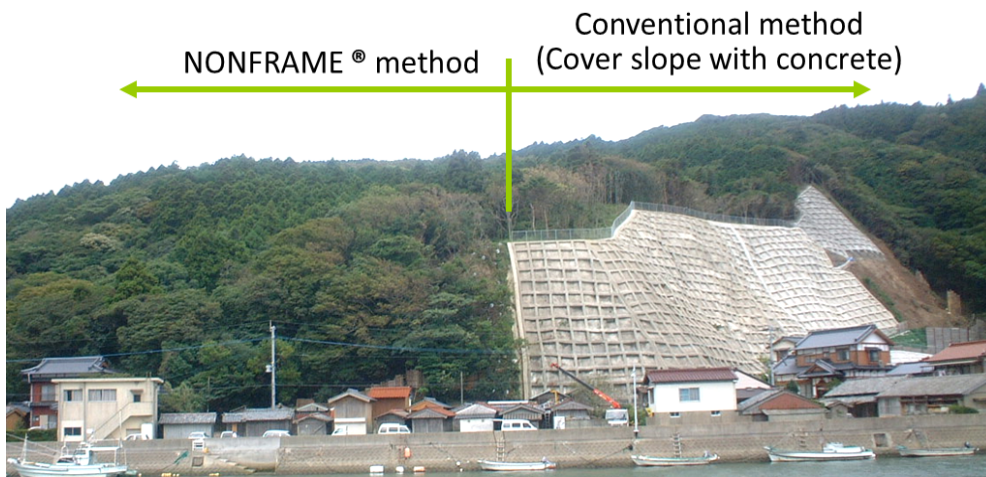 NONFRAME ® method
Conventional method
(Cover slope with concrete)